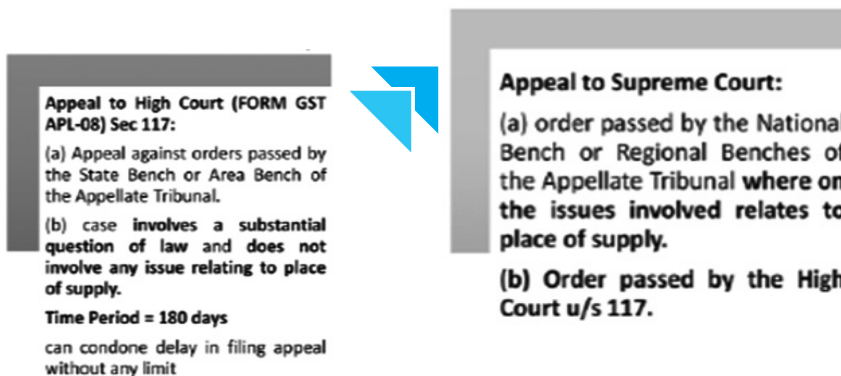 Appeal to High Court (FORM GST
APL-08) Sec 117:
(a) Appeal against orders passed by
the State Bench or Area Bench of
the Appellate Tribunal.
(b) case involves a substantial
question of law and does not
involve any issue relating to place
of supply.
Time Period = 180 days
can condone delay in filing appeal
without any limit
Appeal to Supreme Court:
(a) order passed by the National
Bench or Regional Benches of
the Appellate Tribunal where on
the issues involved relates to
place of supply.
(b) Order passed by the High
Court u/s 117.